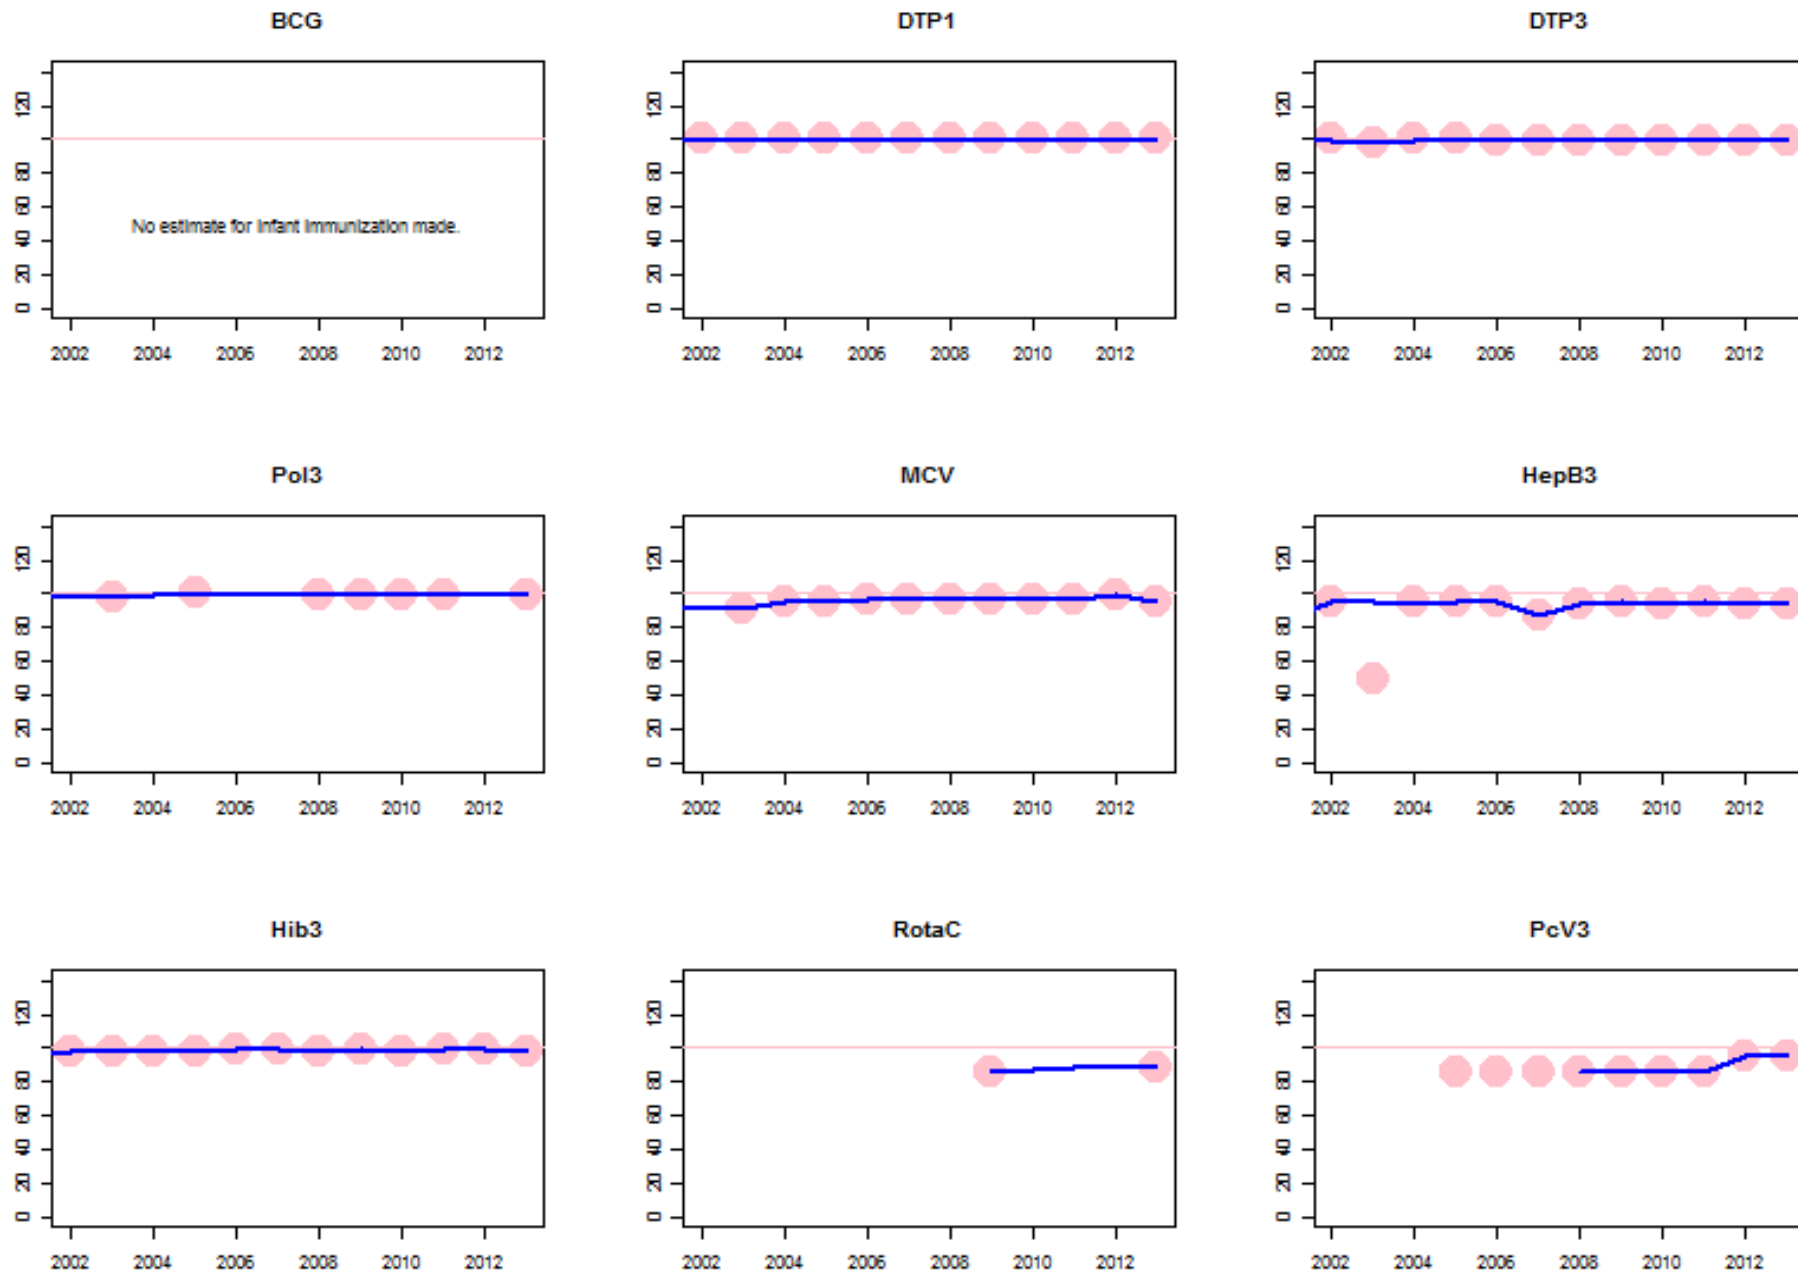 BCG DTP1 DTP3
120 120 120
80 80 80
60 60 60
No estimate for infant immunization made.
40 40 40
20 20 20
0 0 0
2002 2004 2006 2008 2010 2012 2002 2004 2006 2008 2010 2012 2002 2004 2006 2008 2010 2012
Pol3 MCV HepB3
120 120 120
80 80 80
60 60 60
40 40 40
20 20 20
0 0 0
2002 2004 2006 2008 2010 2012 2002 2004 2006 2008 2010 2012 2002 2004 2006 2008 2010 2012
Hib3 RotaC PcV3
120 120 120
80 80 80
60 60 60
40 40 40
20 20 20
0 0 0
2002 2004 2006 2008 2010 2012 2002 2004 2006 2008 2010 2012 2002 2004 2006 2008 2010 2012